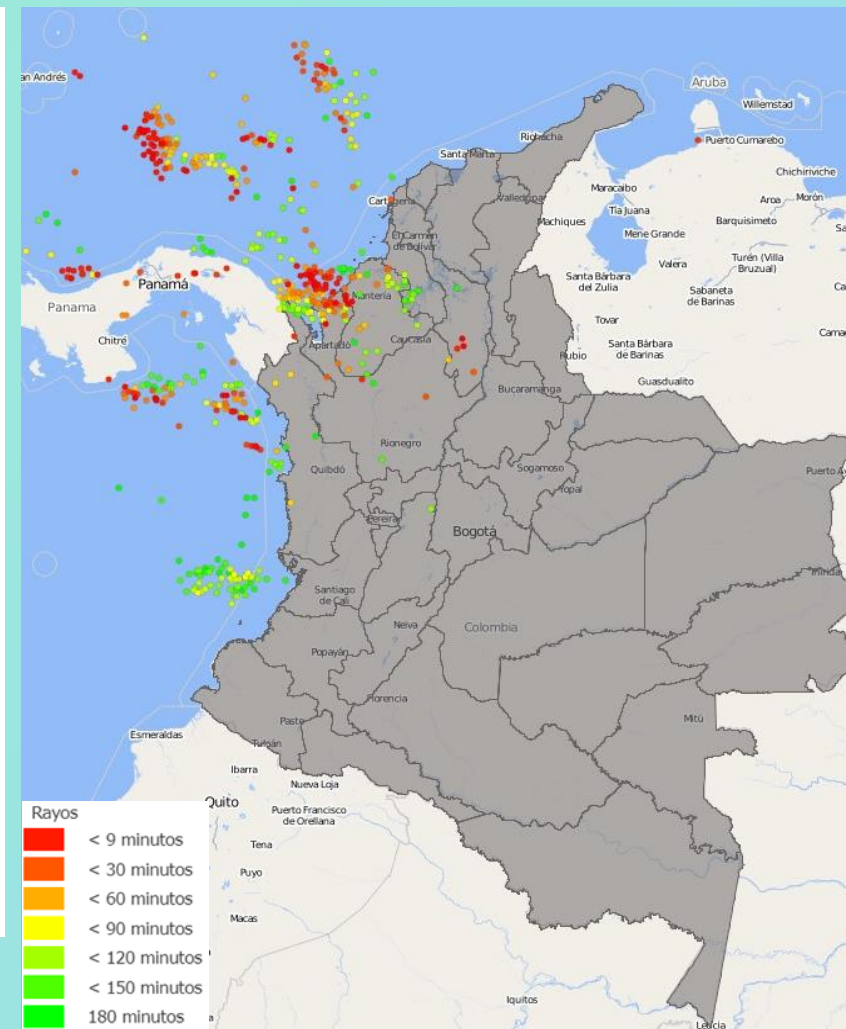 an Andrés
Aruba
Willemstad
Riohacha
Puerto Cumarebo
Santa Marta
Chichiriviche
Maracaibo
Valledupar
Cartagena
Aroa
Morón
Tía Juana
Machiques
Barquisimeto
El Carmen
de Bolívar
Mene Grande
Turén (Villa
Bruzual)
Valera
Santa Bárbara
del Zulia
Panamá
Sabaneta
de Barinas
Montería
Panama
Tovar
Chitré
Caucasia
Apartadó
Santa Bárbara
de Barinas
Rubio
Guasdualito
Bucaramanga
Rionegro
Quibdó
Sogamoso
Puerto A
Yopal
Pereira
Bogotá
Inírida
Santiago
de Cali
Neiva
Colombia
Popayán
Florencia
Mitú
Pasto
Esmeraldas
Tulcán
Ibarra
Nueva Loja
Quito
Puerto Francisco
de Orellana
Tena
Puyo
Macas
Iquitos
Leticia
Rayos
< 9 minutos
< 30 minutos
< 60 minutos
< 90 minutos
< 120 minutos
< 150 minutos
180 minutos